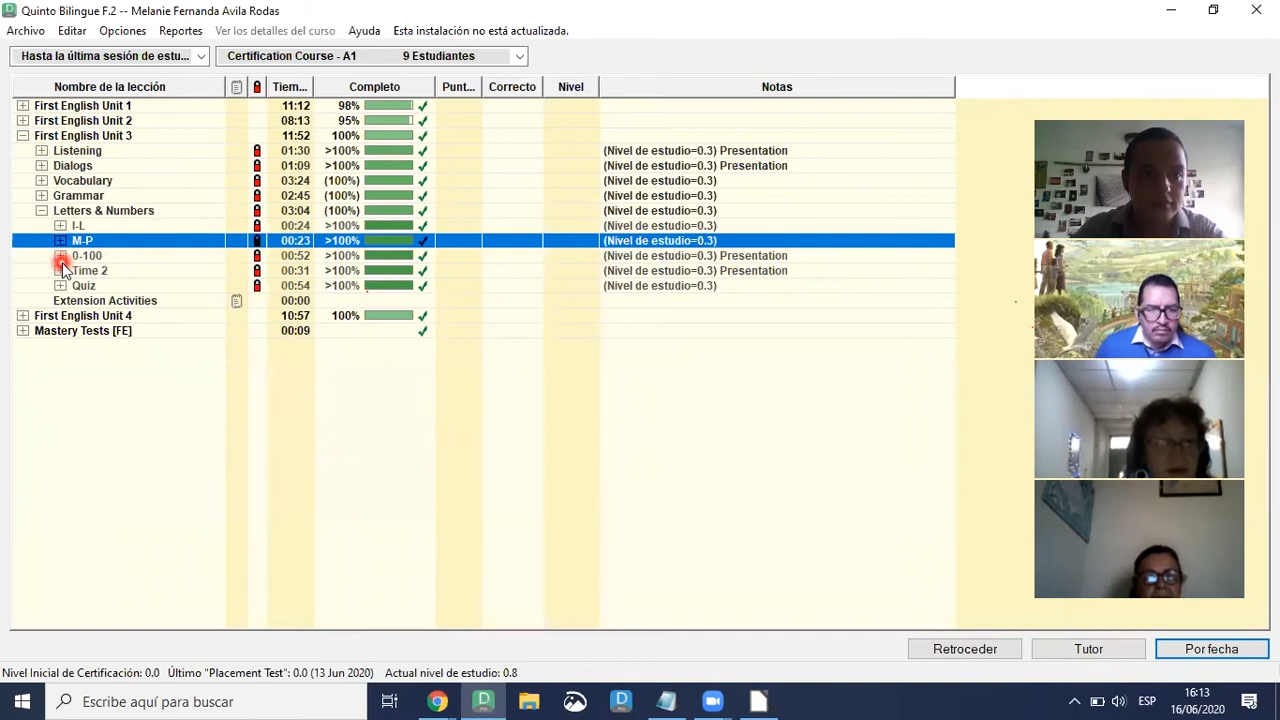 Quinto Bilingue F.2 -- Melanie Fernanda Avila Rodas
Archivo Editar Opciones Reportes Ver los detalles del curso Ayuda Esta instalación no está actualizada.
Hasta la última sesión de estu... Certification Course - A1 9 Estudiantes
Nombre de la lección Tiem... Completo Punt... Correcto Nivel Notas
First English Unit 1 11:12 98%
First English Unit 2 08:13 95%
First English Unit 3 11:52 100%
Listening 01:30 >100% (Nivel de estudio=0.3) Presentation
Dialogs 01:09 >100% (Nivel de estudio=0.3) Presentation
Vocabulary 03:24 (100%) (Nivel de estudio=0.3)
Grammar 02:45 (100%) (Nivel de estudio=0.3)
Letters & Numbers 03:04 (100%) (Nivel de estudio=0.3)
I-L 00:24 >100% (Nivel de estudio=0.3)
M-P 00:23 >100% (Nivel de estudio=0.3)
0-100 00:52 >100% (Nivel de estudio=0.3) Presentation
Time 2 00:31 >100% (Nivel de estudio=0.3) Presentation
Quiz 00:54 >100% (Nivel de estudio=0.3)
Extension Activities 00:00
First English Unit 4 10:57 100%
Mastery Tests [FE] 00:09
Retroceder Tutor Por fecha
Nivel Inicial de Certificación: 0.0 Último "Placement Test": 0.0 (13 Jun 2020) Actual nivel de estudio: 0.8
Escribe aquí para buscar
ESP
16:13
16/06/2020